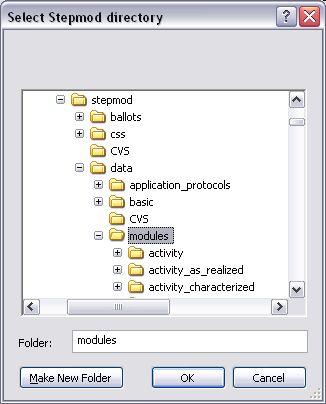 Select Stepmod directory
stepmod
ballots
css
CVS
data
application_protocols
basic
CVS
modules
activity
activity_as_realized
activity_characterized
Folder: modules
Make New Folder OK Cancel